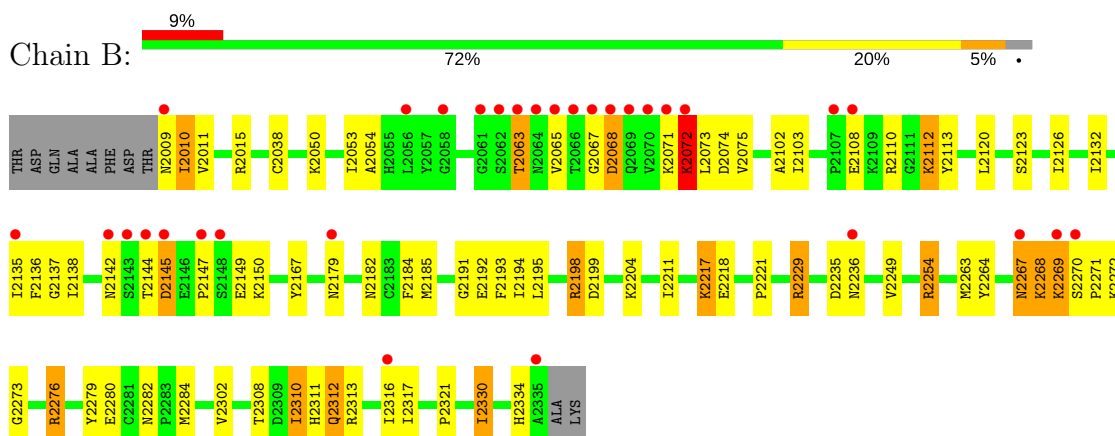 9%
Chain B:
72% 20% 5% •
THR ASP GLN ALA ALA PHE ASP THR N2009 I2010 V2011 R2015 C2038 K2050 I2053 A2054 H2055 L2056 Y2057 G2058 G2061 S2062 T2063 N2064 V2065 T2066 G2067 D2068 Q2069 V2070 K2071 K2072 L2073 D2074 V2075 A2102 I2103 P2107 E2108 K2109 R2110 G2111 K2112 Y2113 L2120 S2123 I2126 I2132
I2135 F2136 G2137 I2138 N2142 S2143 T2144 D2145 E2146 P2147 S2148 E2149 K2150 Y2167 N2179 N2182 C2183 F2184 M2185 G2191 E2192 F2193 I2194 L2195 R2198 D2199 K2204 I2211 K2217 E2218 P2221 R2229 D2235 N2236 V2249 R2254 M2263 Y2264 N2267 K2268 K2269 S2270 P2271
G2273 R2276 Y2279 E2280 C2281 N2282 P2283 M2284 V2302 T2308 D2309 I2310 H2311 Q2312 R2313 I2316 I2317 P2321 I2330 H2334 A2335 ALA LYS